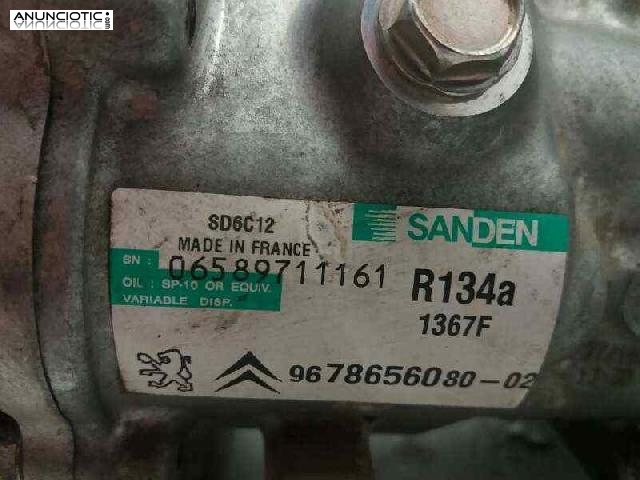 ANUNCIOTIC.com
SD6C12
MADE IN FRANCE
SANDEN
SN : 06589711161
OIL : SP-10 OR EQUIV.
VARIABLE DISP.
R134a
1367F
9678656080-02